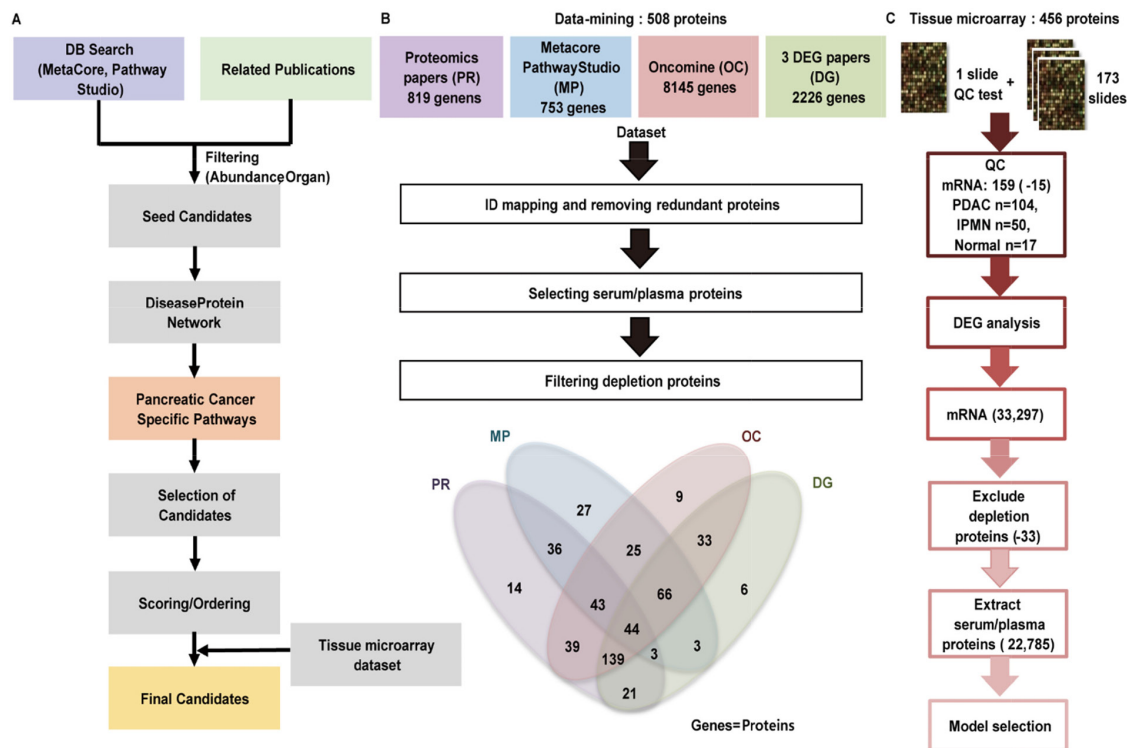 A
DB Search
(MetaCore, Pathway
Studio)
Related Publications
Filtering
(AbundanceOrgan)
Seed Candidates
DiseaseProtein
Network
Pancreatic Cancer
Specific Pathways
Selection of
Candidates
Scoring/Ordering
Tissue microarray
dataset
Final Candidates
B
Data-mining : 508 proteins
Proteomics
papers (PR)
819 genens
Metacore
PathwayStudio
(MP)
753 genes
Oncomine (OC)
8145 genes
3 DEG papers
(DG)
2226 genes
Dataset
ID mapping and removing redundant proteins
Selecting serum/plasma proteins
Filtering depletion proteins
MP
OC
PR
DG
27
9
36
25
33
14
43
66
6
44
39
139
3
3
21
Genes=Proteins
C
Tissue microarray : 456 proteins
1 slide
QC test
+
173
slides
QC
mRNA: 159 ( -15)
PDAC n=104,
IPMN n=50,
Normal n=17
DEG analysis
mRNA (33,297)
Exclude
depletion
proteins (-33)
Extract
serum/plasma
proteins ( 22,785)
Model selection